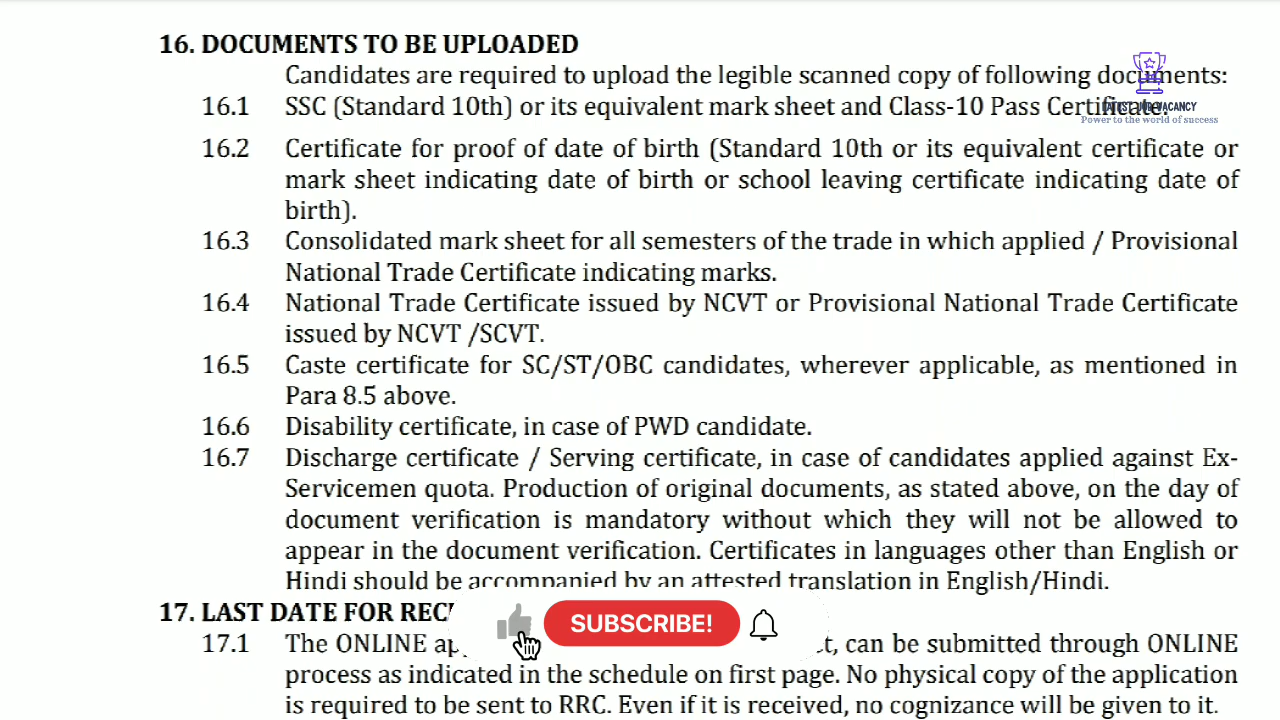 16. DOCUMENTS TO BE UPLOADED
Candidates are required to upload the legible scanned copy of following documents:
16.1 SSC (Standard 10th) or its equivalent mark sheet and Class-10 Pass Certificate.
LATEST JOB VACANCY
Power to the world of success
16.2 Certificate for proof of date of birth (Standard 10th or its equivalent certificate or
mark sheet indicating date of birth or school leaving certificate indicating date of
birth).
16.3 Consolidated mark sheet for all semesters of the trade in which applied / Provisional
National Trade Certificate indicating marks.
16.4 National Trade Certificate issued by NCVT or Provisional National Trade Certificate
issued by NCVT /SCVT.
16.5 Caste certificate for SC/ST/OBC candidates, wherever applicable, as mentioned in
Para 8.5 above.
16.6 Disability certificate, in case of PWD candidate.
16.7 Discharge certificate / Serving certificate, in case of candidates applied against Ex-
Servicemen quota. Production of original documents, as stated above, on the day of
document verification is mandatory without which they will not be allowed to
appear in the document verification. Certificates in languages other than English or
Hindi should be accompanied by an attested translation in English/Hindi.
17. LAST DATE FOR
SUBSCRIBE!
17.1 The ONLINE can be submitted through ONLINE
process as indicated in the schedule on first page. No physical copy of the application
is required to be sent to RRC. Even if it is received, no cognizance will be given to it.